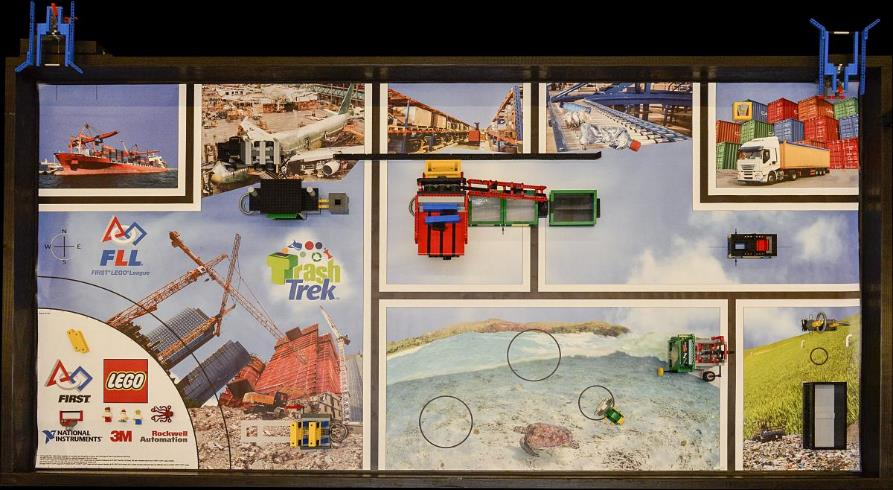 N
W E
S
FLL
FIRST LEGO League
Trash
Trek
FIRST
LEGO
NATIONAL
INSTRUMENTS
3M
Rockwell
Automation